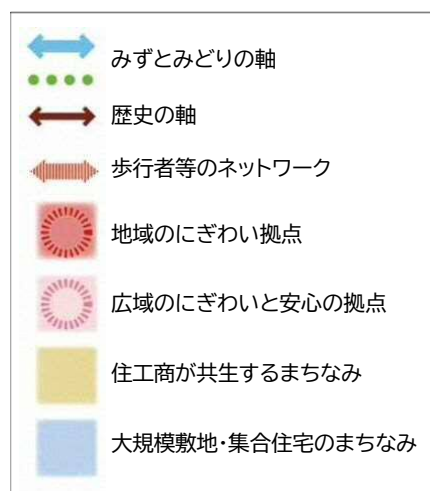 みずとみどりの軸
歴史の軸
歩行者等のネットワーク
地域のにぎわい拠点
広域のにぎわいと安心の拠点
住工商が共生するまちなみ
大規模敷地・集合住宅のまちなみ